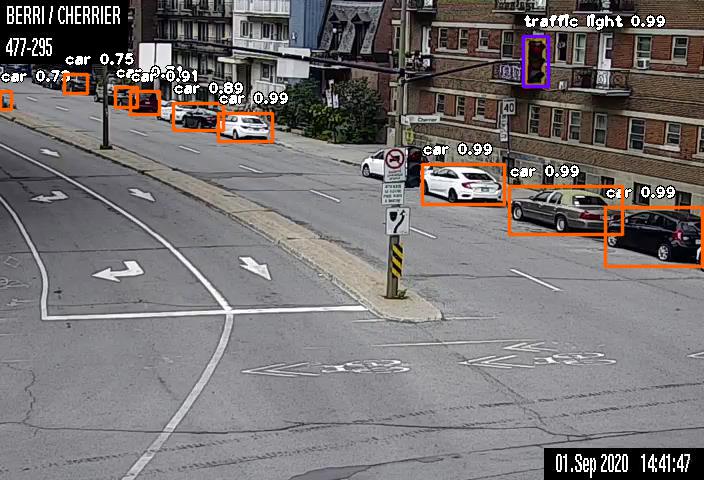 BERRI / CHERRIER
477-295
traffic light 0.99
car 0.75
car 0.91
car 0.89
car 0.99
40
Cherrier
car 0.99
car 0.99
car 0.99
01.Sep 2020 14:41:47